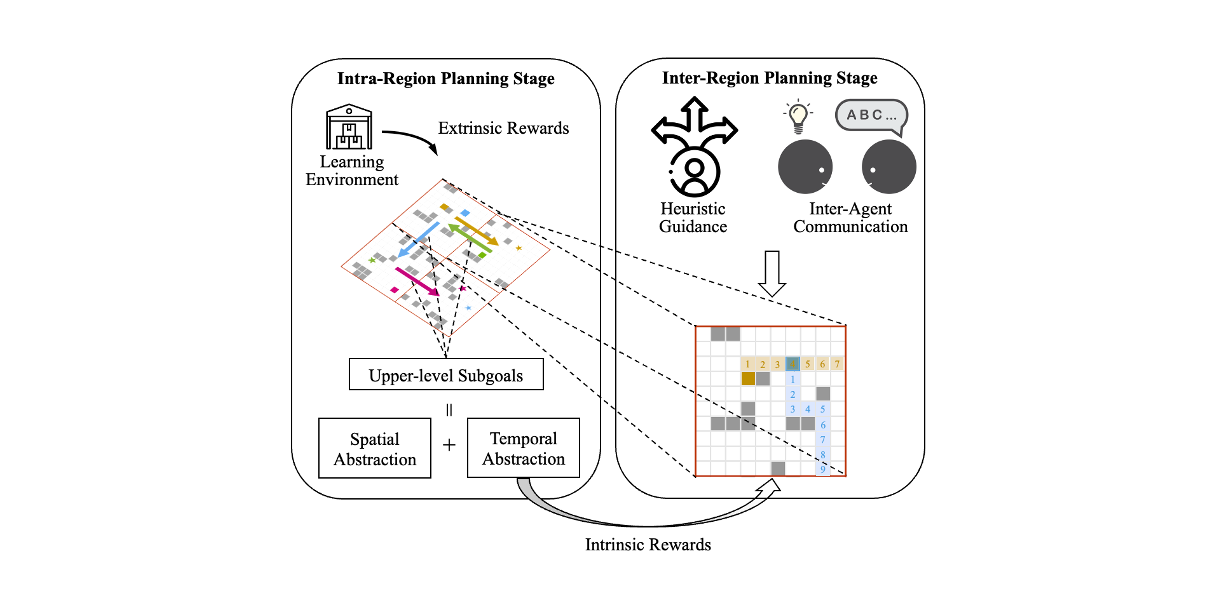 Intra-Region Planning Stage
Extrinsic Rewards
Learning
Environment
Upper-level Subgoals
=
Spatial
Abstraction
+
Temporal
Abstraction
Inter-Region Planning Stage
A B C ...
Heuristic
Guidance
Inter-Agent
Communication
1 2 3 5 6 7
1
2
3 4 5
6
7
8
9
Intrinsic Rewards